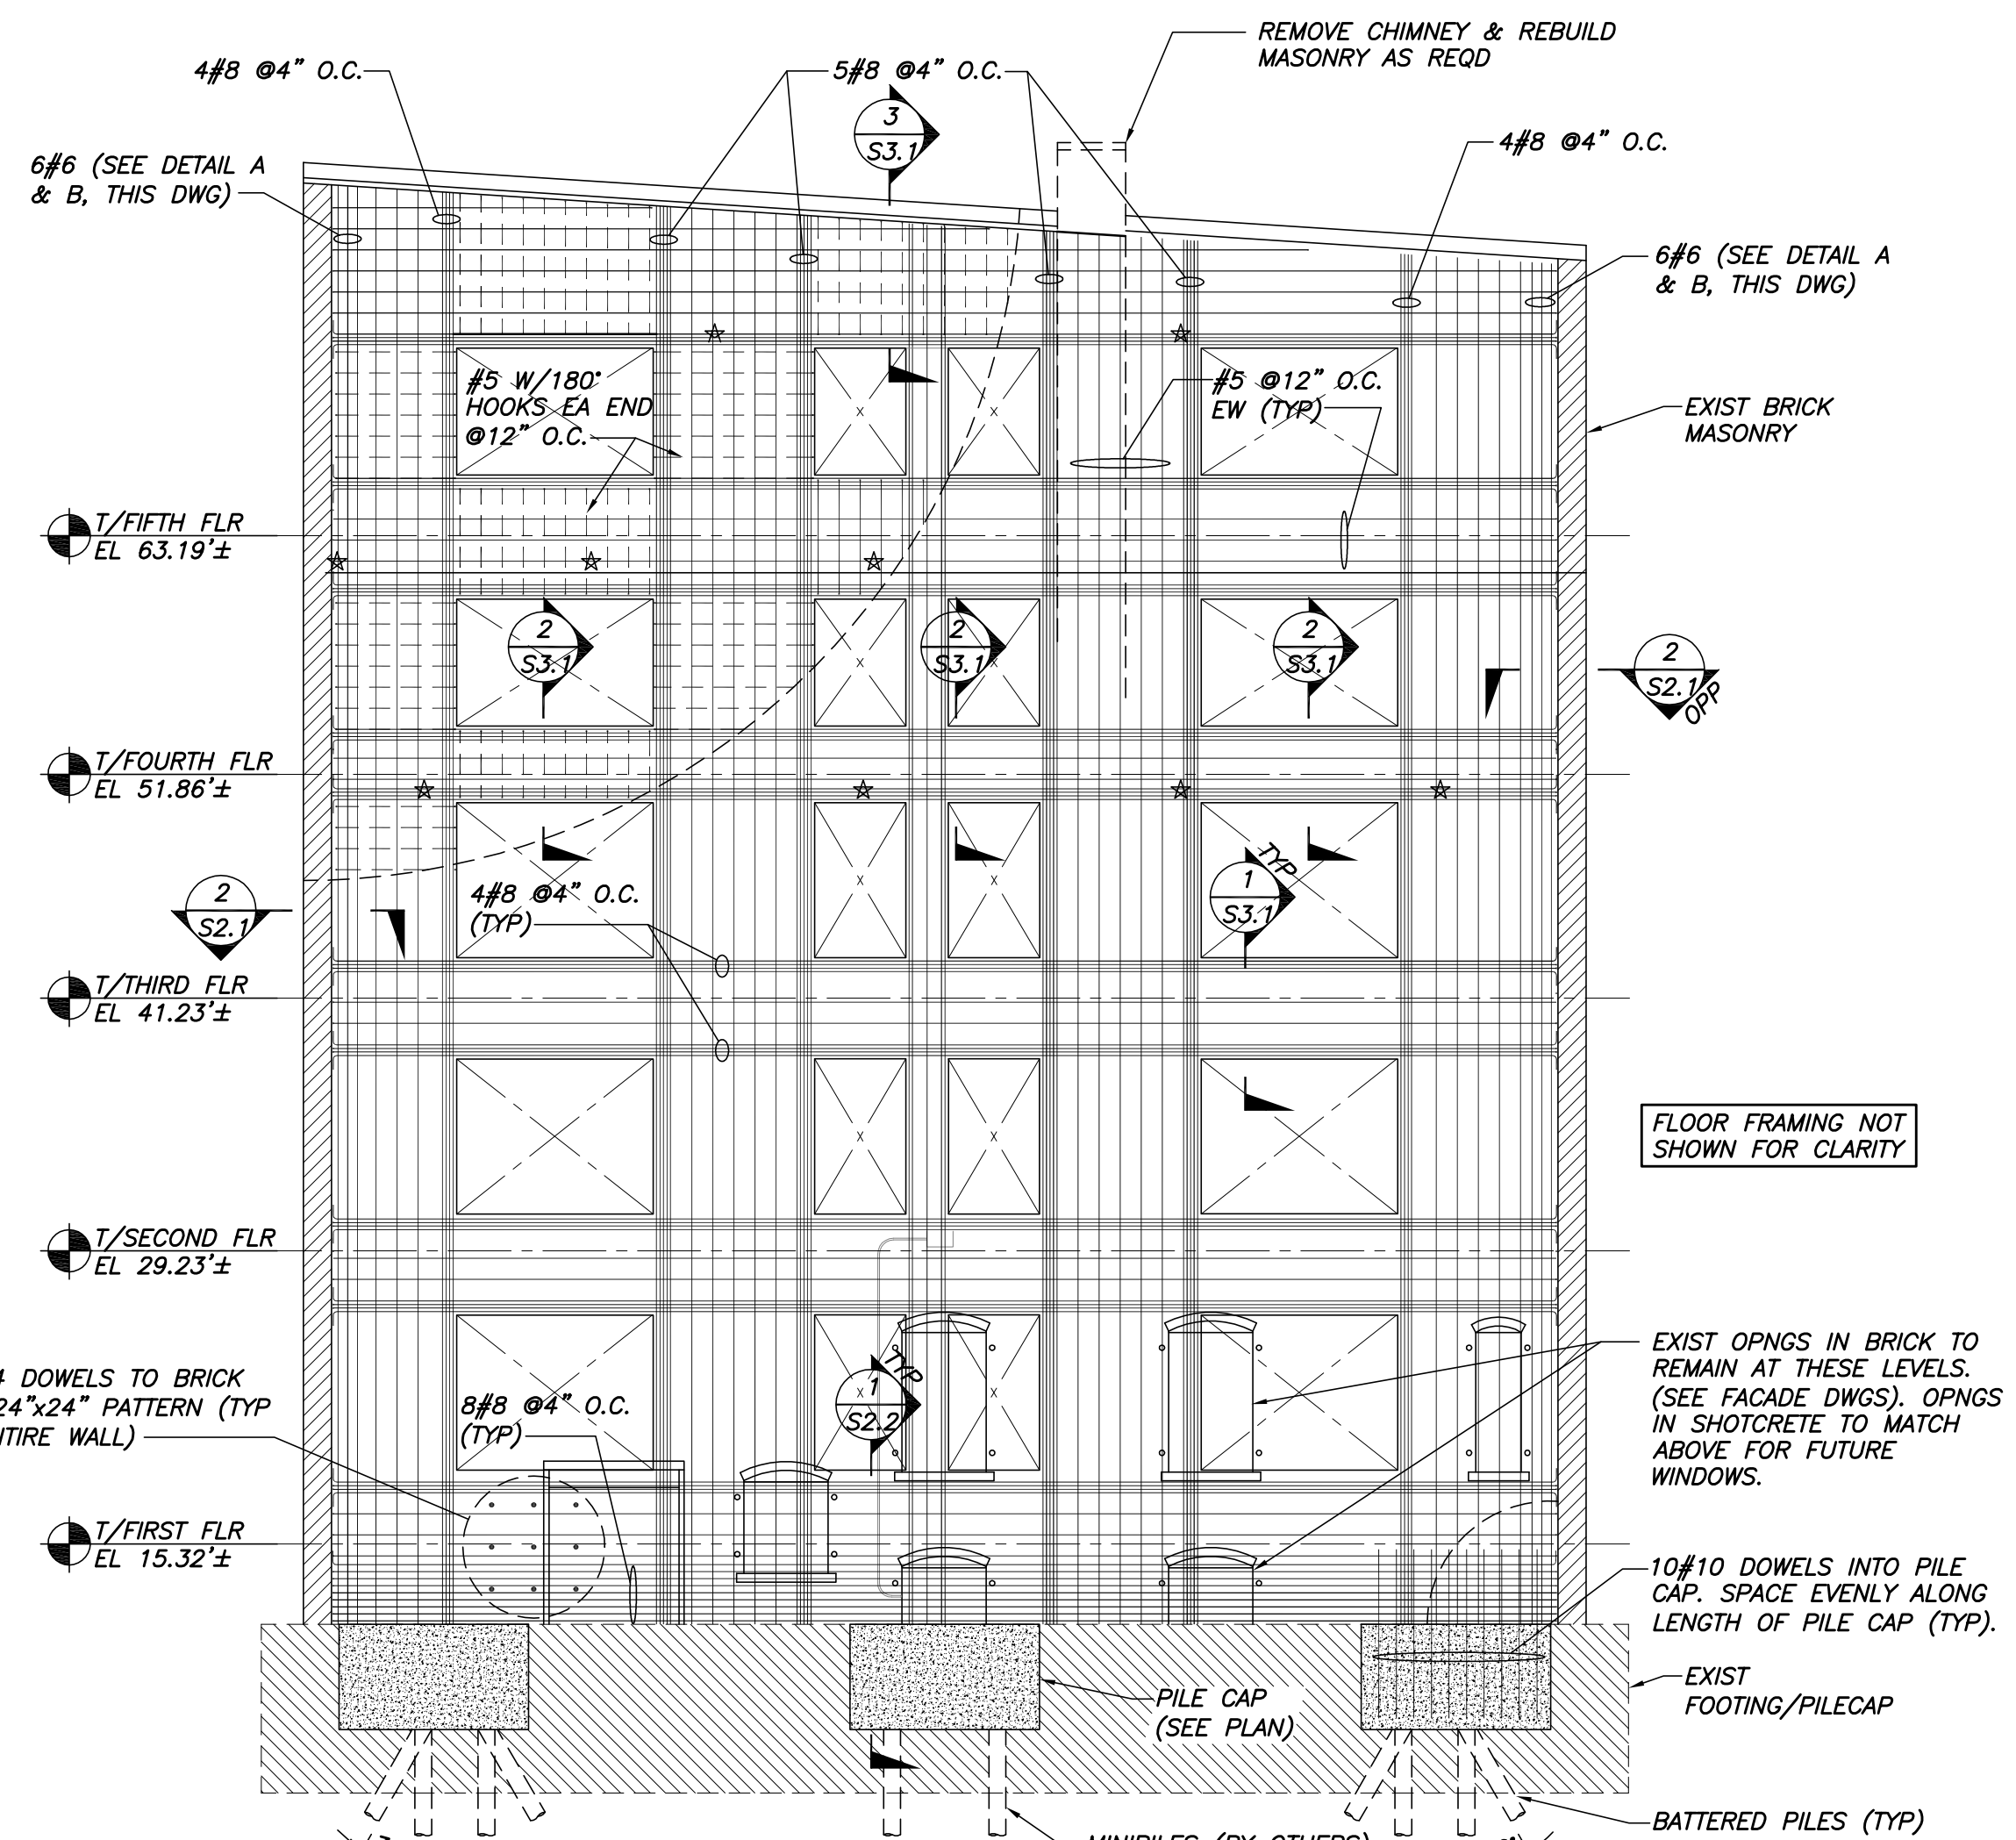 REMOVE CHIMNEY & REBUILD
MASONRY AS REQD
4#8 @4" O.C.
5#8 @4" O.C.
3
S3.1
4#8 @4" O.C.
6#6 (SEE DETAIL A
& B, THIS DWG)
6#6 (SEE DETAIL A
& B, THIS DWG)
#5 W/180°
HOOKS EA END
@12" O.C.
#5 @12" O.C.
EW (TYP)
EXIST BRICK
MASONRY
T/FIFTH FLR
EL 63.19'±
2
S3.1
2
S3.1
2
S3.1
2
S2.1
OPP
T/FOURTH FLR
EL 51.86'±
TYP
1
S3.1
2
S2.1
4#8 @4" O.C.
(TYP)
T/THIRD FLR
EL 41.23'±
FLOOR FRAMING NOT
SHOWN FOR CLARITY
T/SECOND FLR
EL 29.23'±
4 DOWELS TO BRICK
24"x24" PATTERN (TYP
NTIRE WALL)
8#8 @4" O.C.
(TYP)
TYP
1
S2.2
EXIST OPNGS IN BRICK TO
REMAIN AT THESE LEVELS.
(SEE FACADE DWGS). OPNGS
IN SHOTCRETE TO MATCH
ABOVE FOR FUTURE
WINDOWS.
T/FIRST FLR
EL 15.32'±
10#10 DOWELS INTO PILE
CAP. SPACE EVENLY ALONG
LENGTH OF PILE CAP (TYP).
PILE CAP
(SEE PLAN)
EXIST
FOOTING/PILECAP
BATTERED PILES (TYP)
MINIPILES (BY OTHERS)